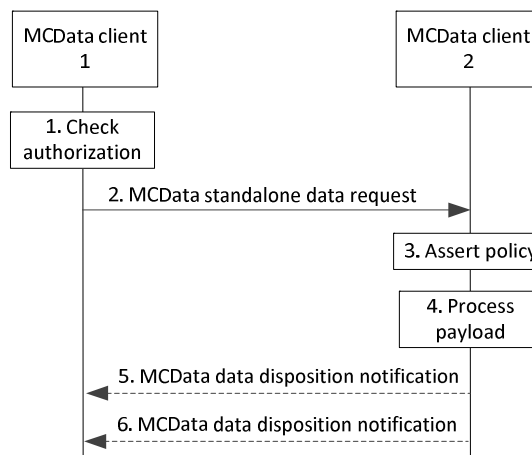 MCData client
1
MCData client
2
1. Check
authorization
2. MCData standalone data request
3. Assert policy
4. Process
payload
5. MCData data disposition notification
6. MCData data disposition notification